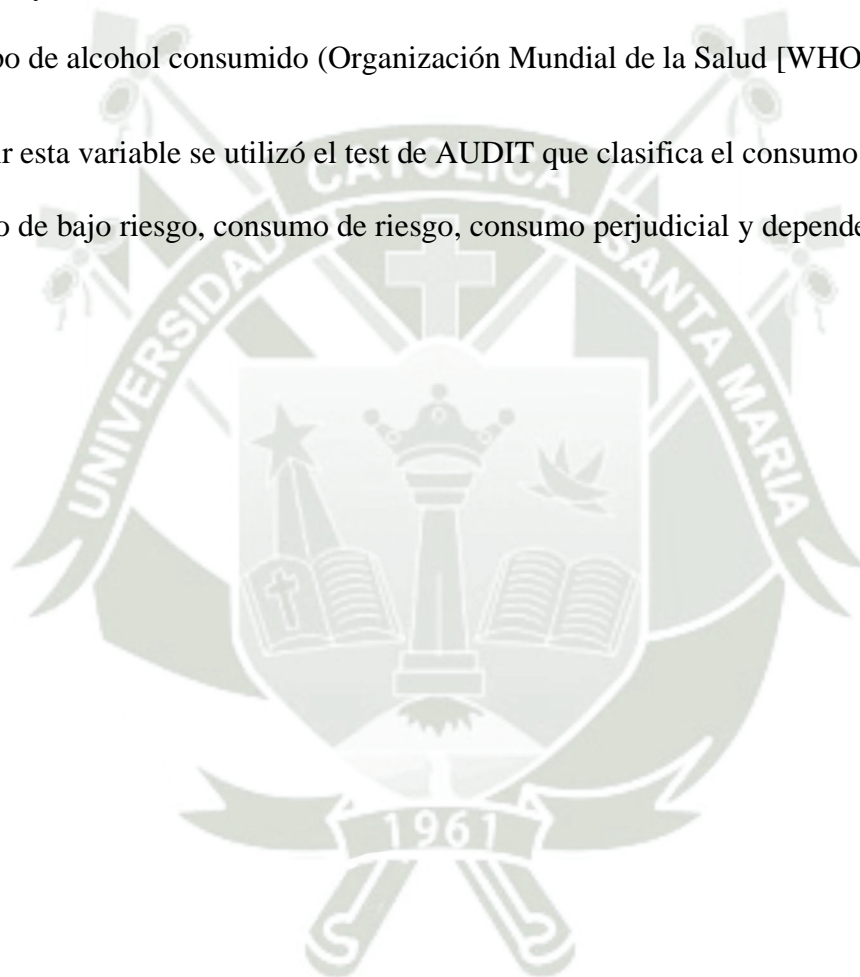 po de alcohol consumido (Organización Mundial de la Salud [WHO
r esta variable se utilizó el test de AUDIT que clasifica el consumo
o de bajo riesgo, consumo de riesgo, consumo perjudicial y depende
UNIVERSIDAD CATOLICA SANTA MARIA
1961